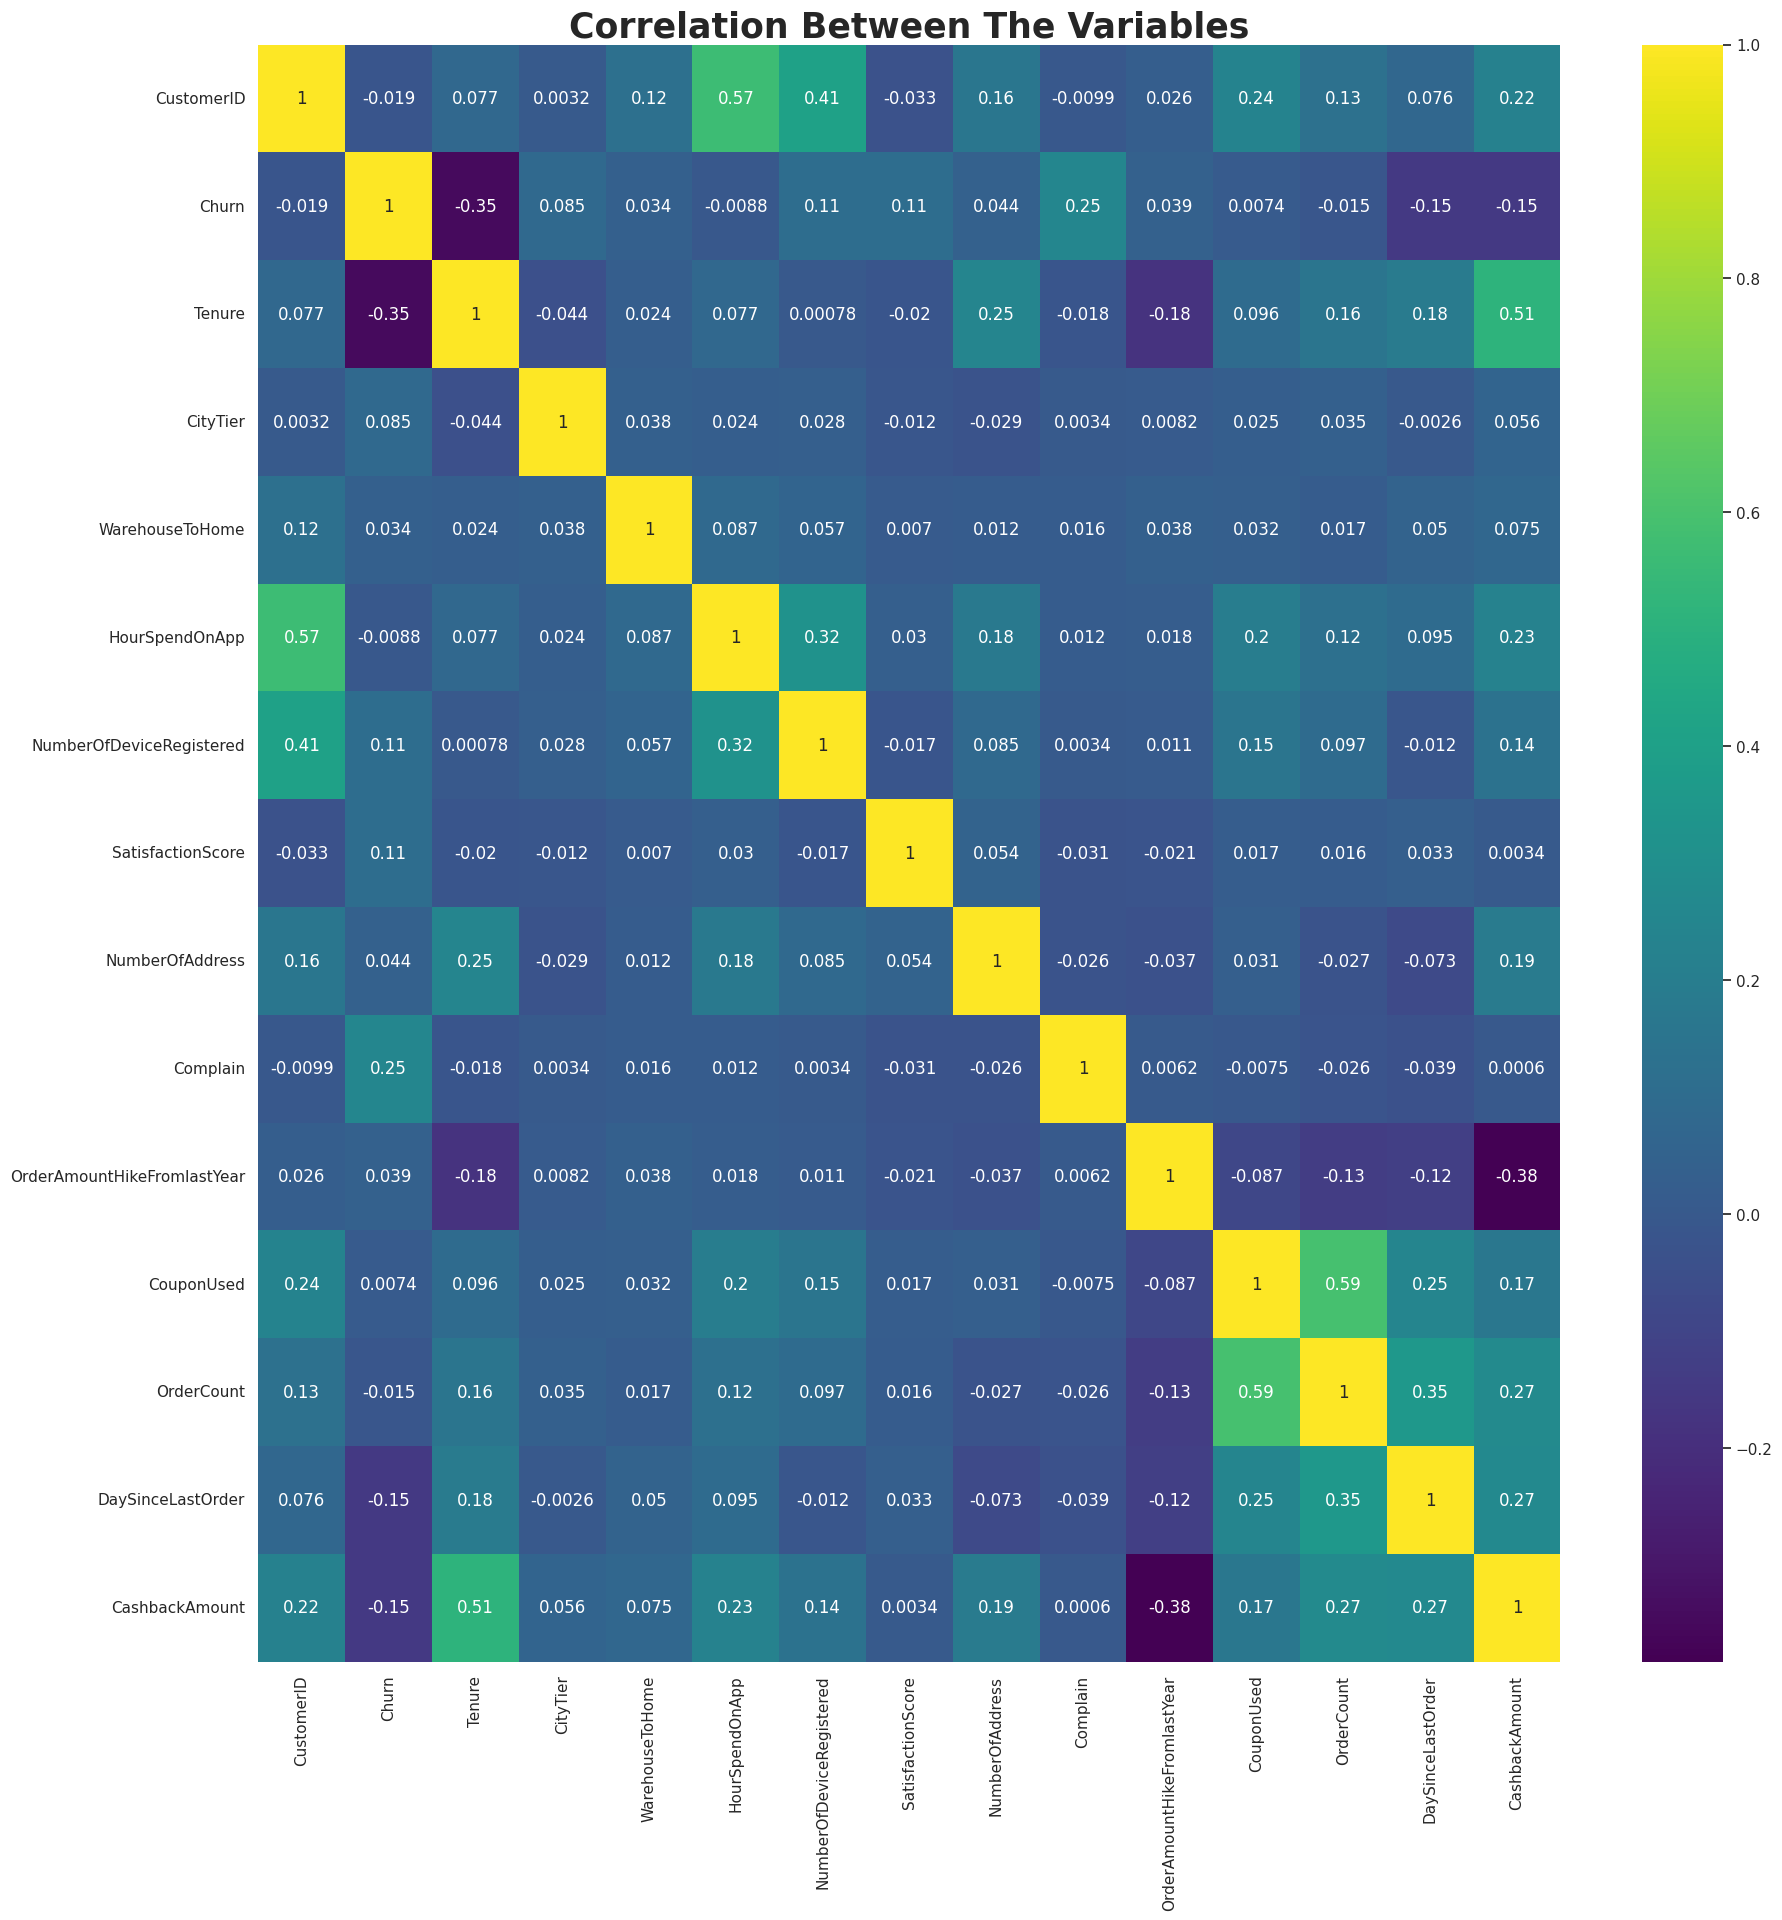 Correlation Between The Variables
CustomerID 1 -0.019 0.077 0.0032 0.12 0.57 0.41 -0.033 0.16 -0.0099 0.026 0.24 0.13 0.076 0.22
Churn -0.019 1 -0.35 0.085 0.034 -0.0088 0.11 0.11 0.044 0.25 0.039 0.0074 -0.015 -0.15 -0.15
Tenure 0.077 -0.35 1 -0.044 0.024 0.077 0.00078 -0.02 0.25 -0.018 -0.18 0.096 0.16 0.18 0.51
CityTier 0.0032 0.085 -0.044 1 0.038 0.024 0.028 -0.012 -0.029 0.0034 0.0082 0.025 0.035 -0.0026 0.056
WarehouseToHome 0.12 0.034 0.024 0.038 1 0.087 0.057 0.007 0.012 0.016 0.038 0.032 0.017 0.05 0.075
HourSpendOnApp 0.57 -0.0088 0.077 0.024 0.087 1 0.32 0.03 0.18 0.012 0.018 0.2 0.12 0.095 0.23
NumberOfDeviceRegistered 0.41 0.11 0.00078 0.028 0.057 0.32 1 -0.017 0.085 0.0034 0.011 0.15 0.097 -0.012 0.14
SatisfactionScore -0.033 0.11 -0.02 -0.012 0.007 0.03 -0.017 1 0.054 -0.031 -0.021 0.017 0.016 0.033 0.0034
NumberOfAddress 0.16 0.044 0.25 -0.029 0.012 0.18 0.085 0.054 1 -0.026 -0.037 0.031 -0.027 -0.073 0.19
Complain -0.0099 0.25 -0.018 0.0034 0.016 0.012 0.0034 -0.031 -0.026 1 0.0062 -0.0075 -0.026 -0.039 0.0006
OrderAmountHikeFromlastYear 0.026 0.039 -0.18 0.0082 0.038 0.018 0.011 -0.021 -0.037 0.0062 1 -0.087 -0.13 -0.12 -0.38
CouponUsed 0.24 0.0074 0.096 0.025 0.032 0.2 0.15 0.017 0.031 -0.0075 -0.087 1 0.59 0.25 0.17
OrderCount 0.13 -0.015 0.16 0.035 0.017 0.12 0.097 0.016 -0.027 -0.026 -0.13 0.59 1 0.35 0.27
DaySinceLastOrder 0.076 -0.15 0.18 -0.0026 0.05 0.095 -0.012 0.033 -0.073 -0.039 -0.12 0.25 0.35 1 0.27
CashbackAmount 0.22 -0.15 0.51 0.056 0.075 0.23 0.14 0.0034 0.19 0.0006 -0.38 0.17 0.27 0.27 1
CustomerID
Churn
Tenure
CityTier
WarehouseToHome
HourSpendOnApp
NumberOfDeviceRegistered
SatisfactionScore
NumberOfAddress
Complain
OrderAmountHikeFromlastYear
CouponUsed
OrderCount
DaySinceLastOrder
CashbackAmount
1.0
0.8
0.6
0.4
0.2
0.0
−0.2